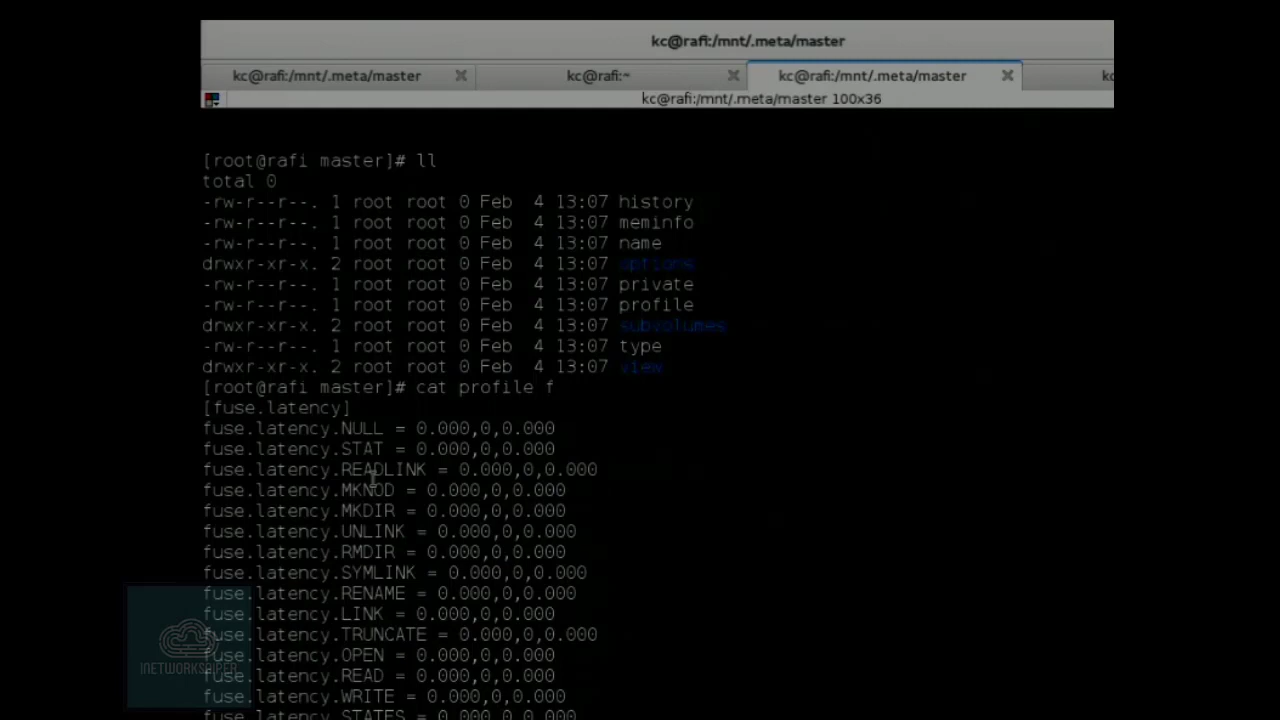 kc@rafi:/mnt/.meta/master
kc@rafi:/mnt/.meta/master kc@rafi:~ kc@rafi:/mnt/.meta/master kc
kc@rafi:/mnt/.meta/master 100x36
[root@rafi master]# ll
total 0
-rw-r--r--. 1 root root 0 Feb  4 13:07 history
-rw-r--r--. 1 root root 0 Feb  4 13:07 meminfo
-rw-r--r--. 1 root root 0 Feb  4 13:07 name
drwxr-xr-x. 2 root root 0 Feb  4 13:07 options
-rw-r--r--. 1 root root 0 Feb  4 13:07 private
-rw-r--r--. 1 root root 0 Feb  4 13:07 profile
drwxr-xr-x. 2 root root 0 Feb  4 13:07 subvolumes
-rw-r--r--. 1 root root 0 Feb  4 13:07 type
drwxr-xr-x. 2 root root 0 Feb  4 13:07 view
[root@rafi master]# cat profile f
[fuse.latency]
fuse.latency.NULL = 0.000,0,0.000
fuse.latency.STAT = 0.000,0,0.000
fuse.latency.READLINK = 0.000,0,0.000
fuse.latency.MKNOD = 0.000,0,0.000
fuse.latency.MKDIR = 0.000,0,0.000
fuse.latency.UNLINK = 0.000,0,0.000
fuse.latency.RMDIR = 0.000,0,0.000
fuse.latency.SYMLINK = 0.000,0,0.000
fuse.latency.RENAME = 0.000,0,0.000
fuse.latency.LINK = 0.000,0,0.000
fuse.latency.TRUNCATE = 0.000,0,0.000
fuse.latency.OPEN = 0.000,0,0.000
fuse.latency.READ = 0.000,0,0.000
fuse.latency.WRITE = 0.000,0,0.000
fuse.latency.STATFS = 0.000,0,0.000